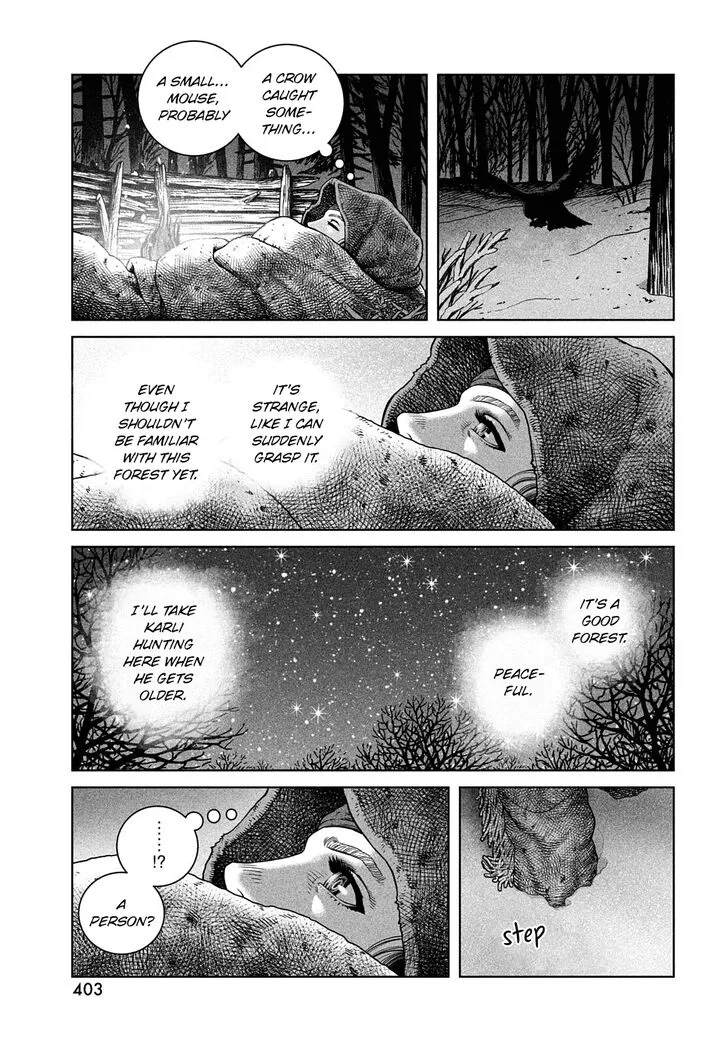 A CROW
CAUGHT
SOME-
THING...
A SMALL...
MOUSE,
PROBABLY
IT'S
STRANGE,
LIKE I CAN
SUDDENLY
GRASP IT.
EVEN
THOUGH I
SHOULDN'T
BE FAMILIAR
WITH THIS
FOREST YET.
IT'S A
GOOD
FOREST.
PEACE-
FUL.
I'LL TAKE
KARLI
HUNTING
HERE WHEN
HE GETS
OLDER.
step
......
!?
A
PERSON?
403